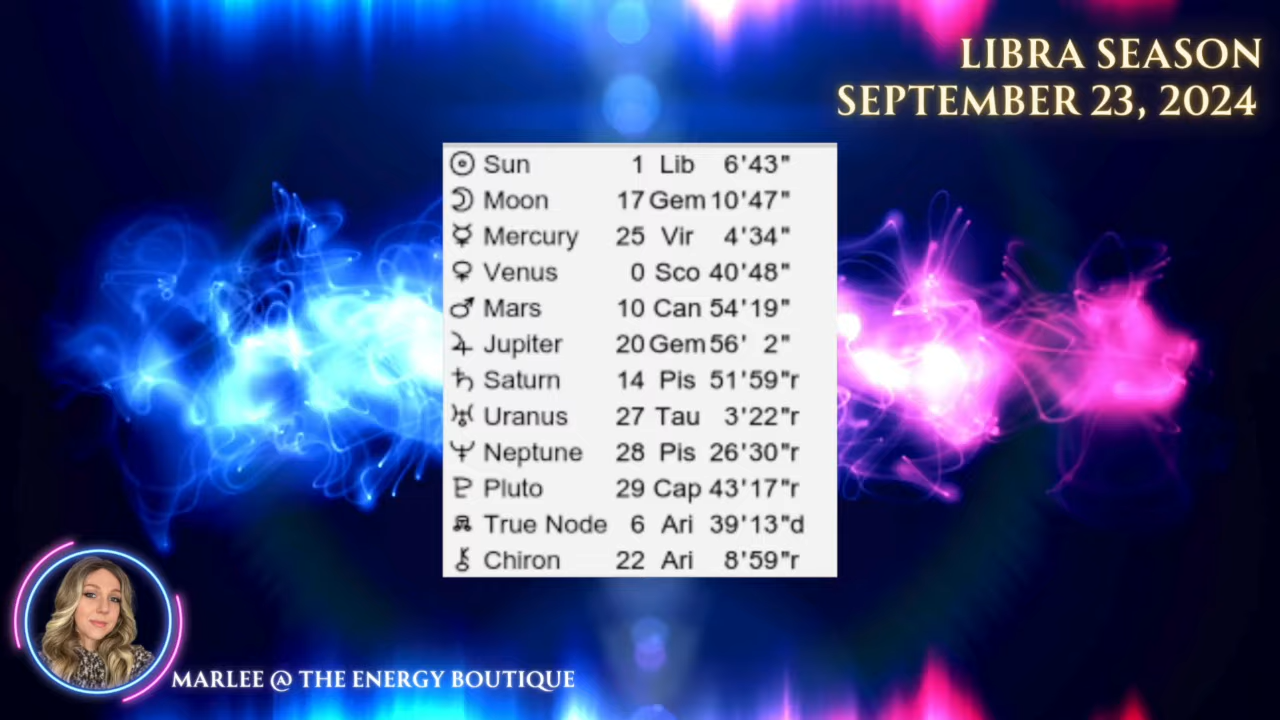 LIBRA SEASON
SEPTEMBER 23, 2024
☉ Sun 1 Lib 6'43"
☽ Moon 17 Gem 10'47"
☿ Mercury 25 Vir 4'34"
♀ Venus 0 Sco 40'48"
♂ Mars 10 Can 54'19"
♃ Jupiter 20 Gem 56' 2"
♄ Saturn 14 Pis 51'59"r
♅ Uranus 27 Tau 3'22"r
♆ Neptune 28 Pis 26'30"r
♇ Pluto 29 Cap 43'17"r
☊ True Node 6 Ari 39'13"d
⚷ Chiron 22 Ari 8'59"r
MARLEE @ THE ENERGY BOUTIQUE